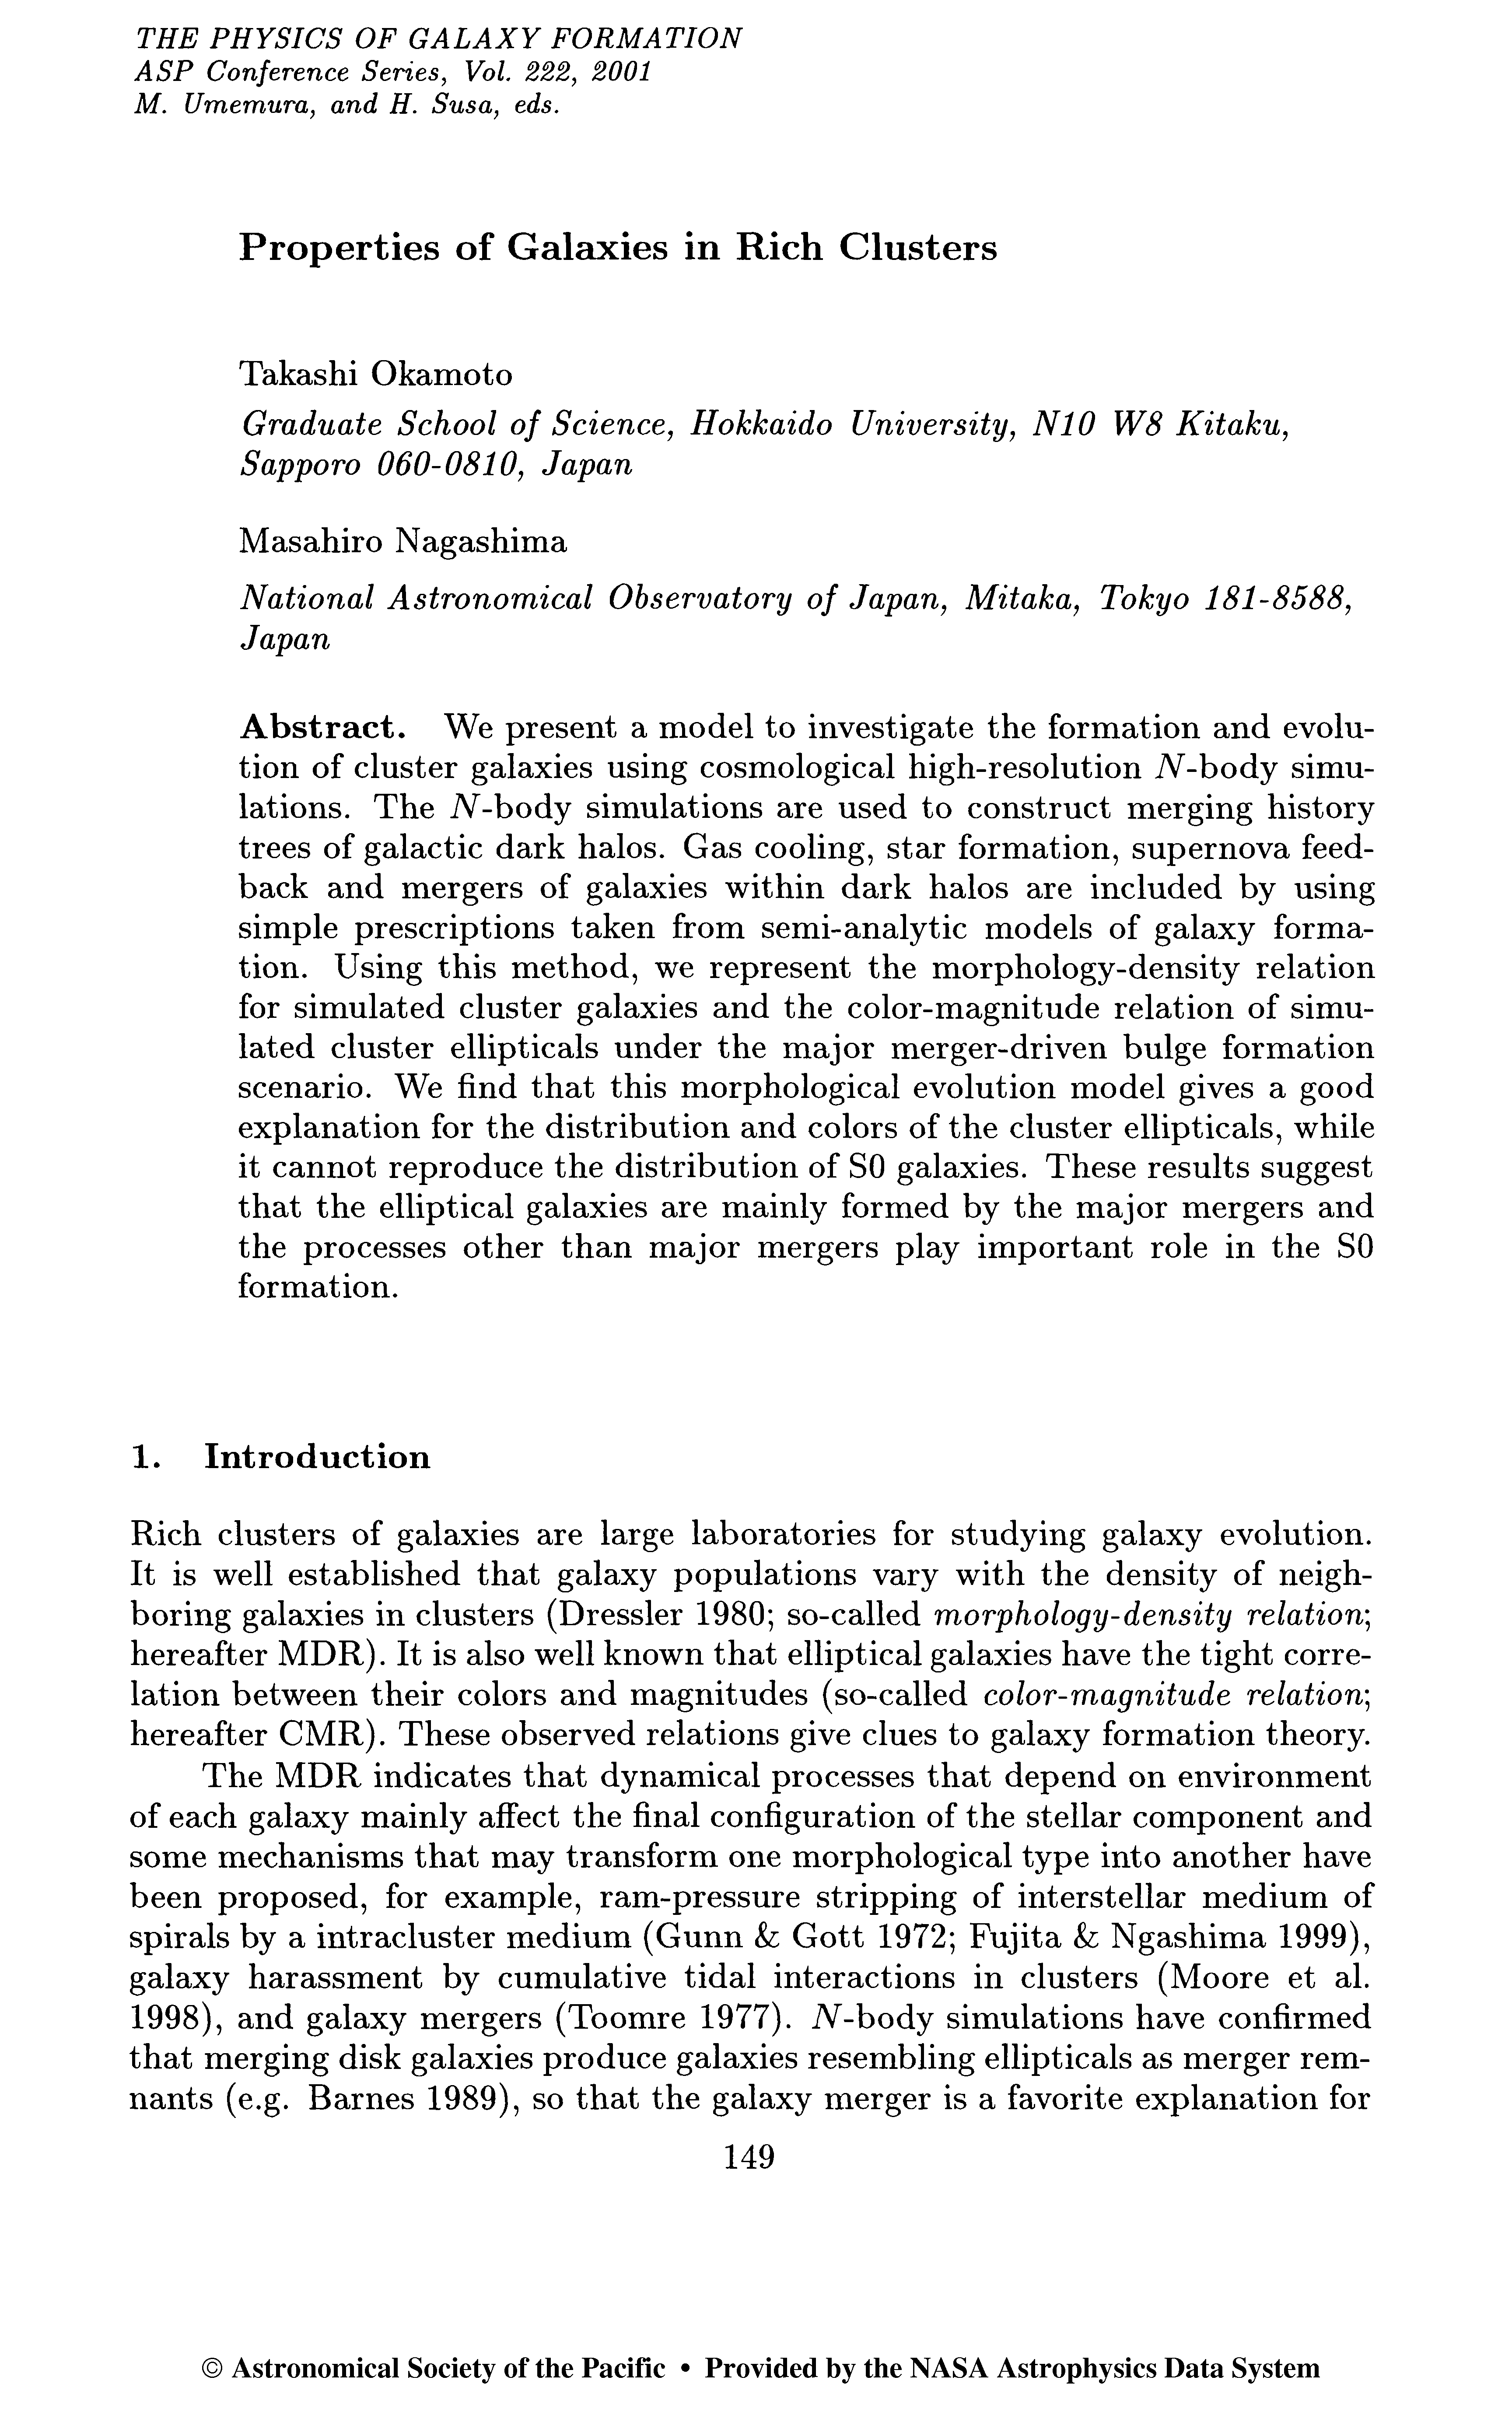 THE PHYSICS OF GALAXY FORMATION
ASP Conference Series, Vol. 222, 2001
M. Umemura, and H. Susa, eds.
Properties of Galaxies in Rich Clusters
Takashi Okamoto
Graduate School of Science, Hokkaido University, N10 W8 Kitaku,
Sapporo 060-0810, Japan
Masahiro Nagashima
National Astronomical Observatory of Japan, Mitaka, Tokyo 181-8588,
Japan
Abstract. We present a model to investigate the formation and evolu-
tion of cluster galaxies using cosmological high-resolution N-body simu-
lations. The N-body simulations are used to construct merging history
trees of galactic dark halos. Gas cooling, star formation, supernova feed-
back and mergers of galaxies within dark halos are included by using
simple prescriptions taken from semi-analytic models of galaxy forma-
tion. Using this method, we represent the morphology-density relation
for simulated cluster galaxies and the color-magnitude relation of simu-
lated cluster ellipticals under the major merger-driven bulge formation
scenario. We find that this morphological evolution model gives a good
explanation for the distribution and colors of the cluster ellipticals, while
it cannot reproduce the distribution of S0 galaxies. These results suggest
that the elliptical galaxies are mainly formed by the major mergers and
the processes other than major mergers play important role in the S0
formation.
1. Introduction
Rich clusters of galaxies are large laboratories for studying galaxy evolution.
It is well established that galaxy populations vary with the density of neigh-
boring galaxies in clusters (Dressler 1980; so-called morphology-density relation;
hereafter MDR). It is also well known that elliptical galaxies have the tight corre-
lation between their colors and magnitudes (so-called color-magnitude relation;
hereafter CMR). These observed relations give clues to galaxy formation theory.
The MDR indicates that dynamical processes that depend on environment
of each galaxy mainly affect the final configuration of the stellar component and
some mechanisms that may transform one morphological type into another have
been proposed, for example, ram-pressure stripping of interstellar medium of
spirals by a intracluster medium (Gunn & Gott 1972; Fujita & Ngashima 1999),
galaxy harassment by cumulative tidal interactions in clusters (Moore et al.
1998), and galaxy mergers (Toomre 1977). N-body simulations have confirmed
that merging disk galaxies produce galaxies resembling ellipticals as merger rem-
nants (e.g. Barnes 1989), so that the galaxy merger is a favorite explanation for
149
© Astronomical Society of the Pacific • Provided by the NASA Astrophysics Data System